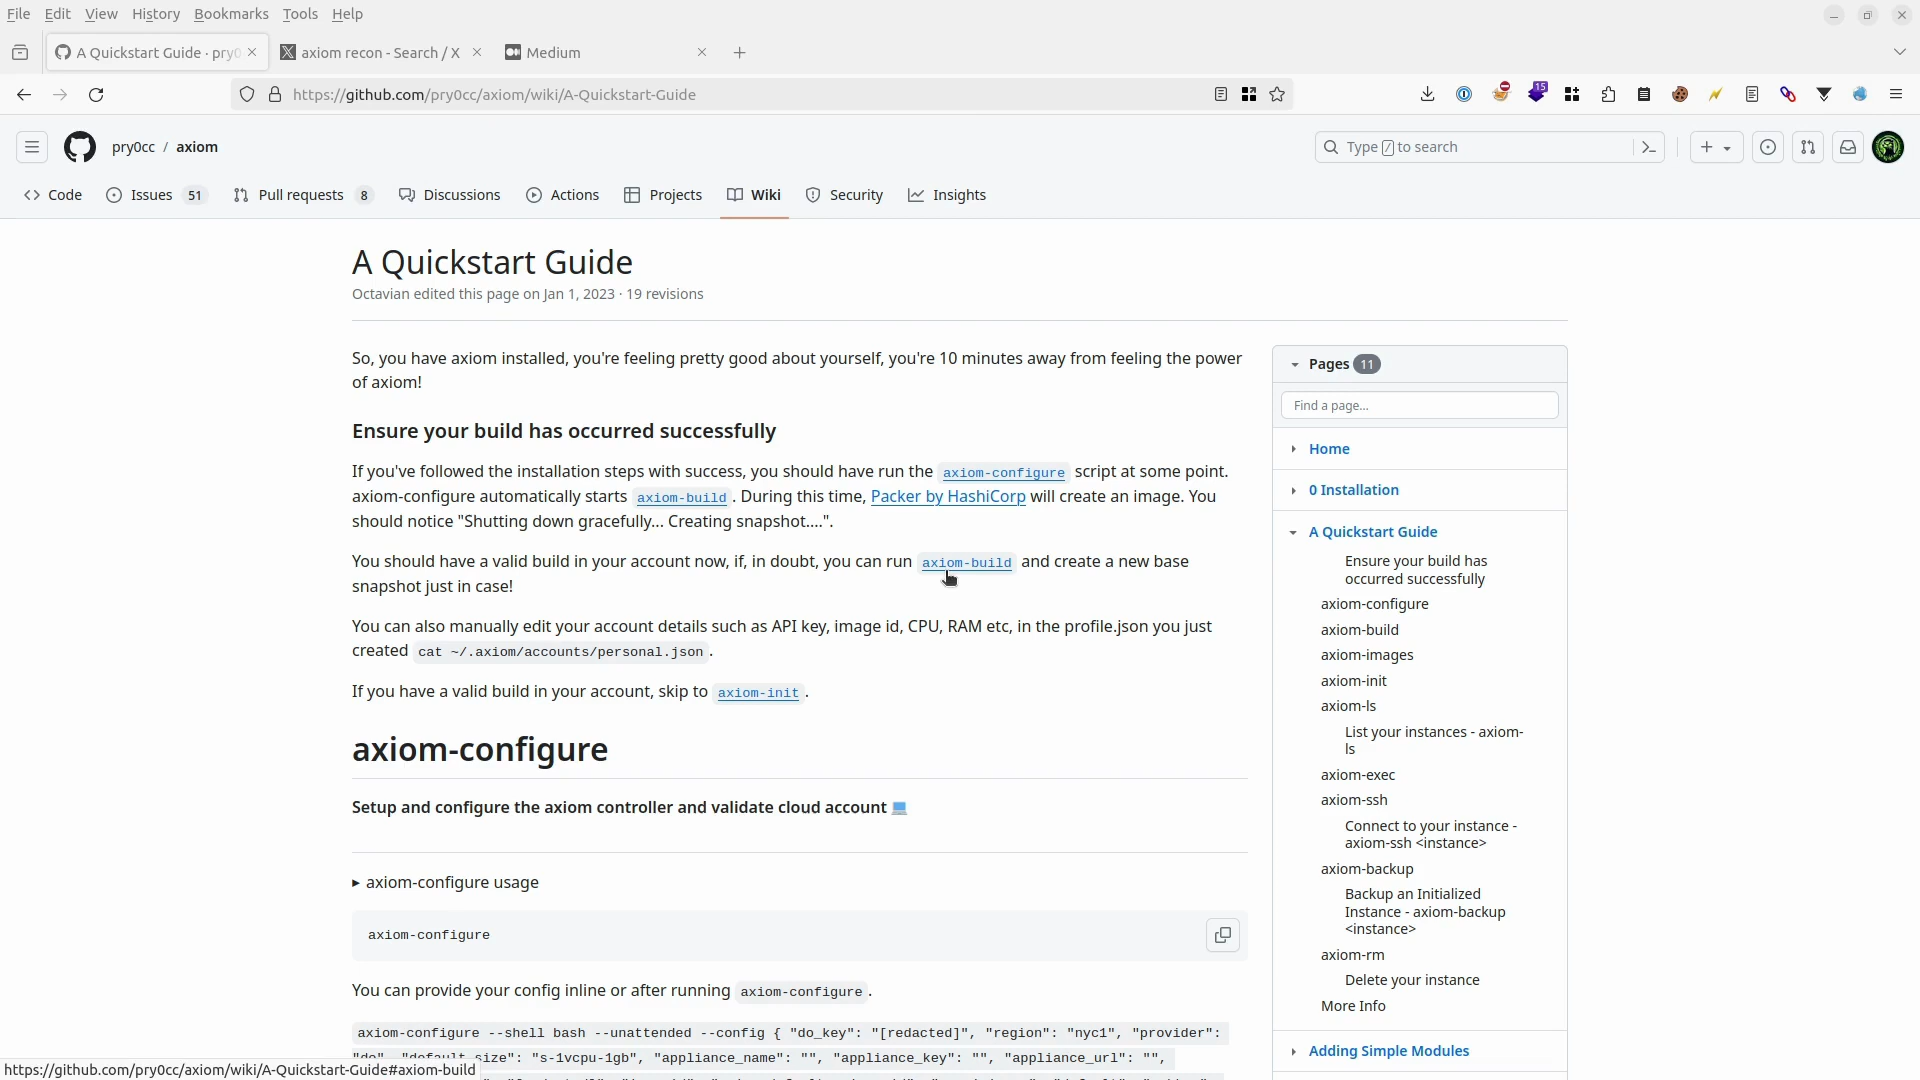 File Edit View History Bookmarks Tools Help
A Quickstart Guide · pry0
axiom recon - Search / X
Medium
https://github.com/pry0cc/axiom/wiki/A-Quickstart-Guide
15
pry0cc / axiom
Type / to search
Code
Issues 51
Pull requests 8
Discussions
Actions
Projects
Wiki
Security
Insights
A Quickstart Guide
Octavian edited this page on Jan 1, 2023 · 19 revisions
So, you have axiom installed, you're feeling pretty good about yourself, you're 10 minutes away from feeling the power
of axiom!
Ensure your build has occurred successfully
If you've followed the installation steps with success, you should have run the axiom-configure script at some point.
axiom-configure automatically starts axiom-build. During this time, Packer by HashiCorp will create an image. You
should notice "Shutting down gracefully... Creating snapshot....".
You should have a valid build in your account now, if, in doubt, you can run axiom-build and create a new base
snapshot just in case!
You can also manually edit your account details such as API key, image id, CPU, RAM etc, in the profile.json you just
created cat ~/.axiom/accounts/personal.json.
If you have a valid build in your account, skip to axiom-init.
axiom-configure
Setup and configure the axiom controller and validate cloud account 💻
axiom-configure usage
axiom-configure
You can provide your config inline or after running axiom-configure.
axiom-configure --shell bash --unattended --config { "do_key": "[redacted]", "region": "nyc1", "provider":
"do", "default_size": "s-1vcpu-1gb", "appliance_name": "", "appliance_key": "", "appliance_url": "",
Pages 11
Find a page...
Home
0 Installation
A Quickstart Guide
Ensure your build has
occurred successfully
axiom-configure
axiom-build
axiom-images
axiom-init
axiom-ls
List your instances - axiom-
ls
axiom-exec
axiom-ssh
Connect to your instance -
axiom-ssh <instance>
axiom-backup
Backup an Initialized
Instance - axiom-backup
<instance>
axiom-rm
Delete your instance
More Info
Adding Simple Modules
https://github.com/pry0cc/axiom/wiki/A-Quickstart-Guide#axiom-build